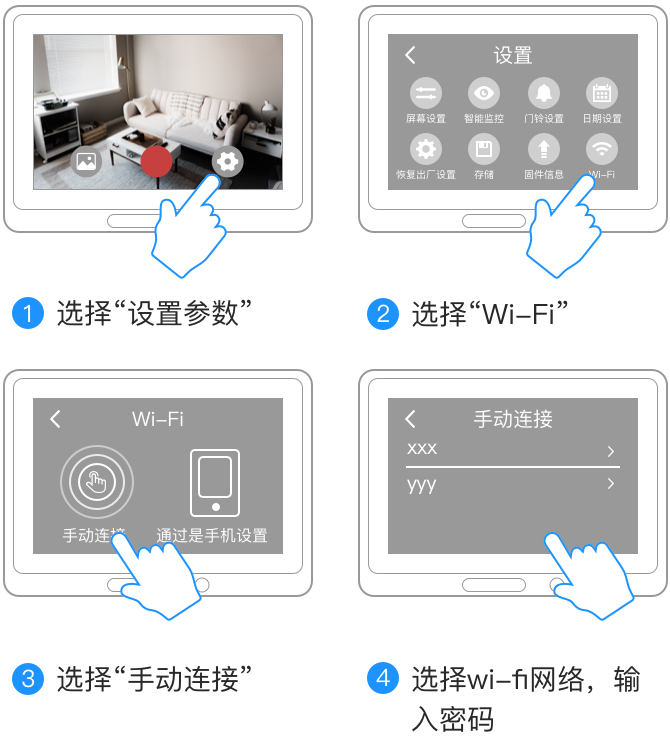 设置
屏幕设置 智能监控 门铃设置 日期设置
恢复出厂设置 存储 固件信息 Wi-Fi
1 选择“设置参数”
2 选择“Wi-Fi”
Wi-Fi
手动连接 通过是手机设置
手动连接
xxx
yyy
3 选择“手动连接”
4 选择wi-fi网络，输
入密码